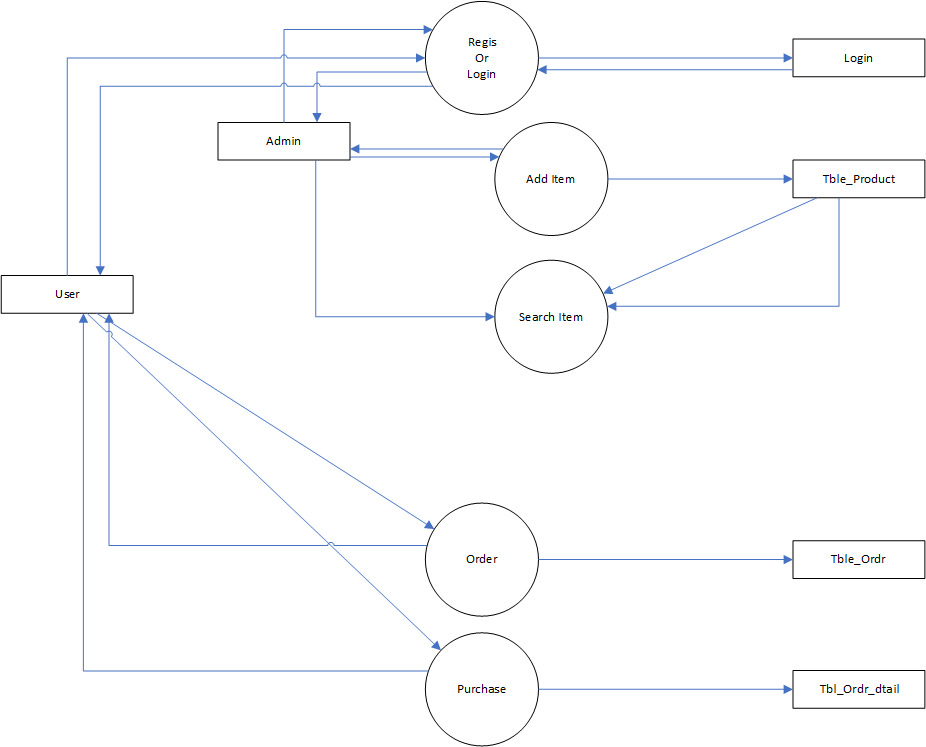 Regis
Or
Login
Login
Admin
Add Item
Tble_Product
User
Search Item
Order
Tble_Ordr
Purchase
Tbl_Ordr_dtail